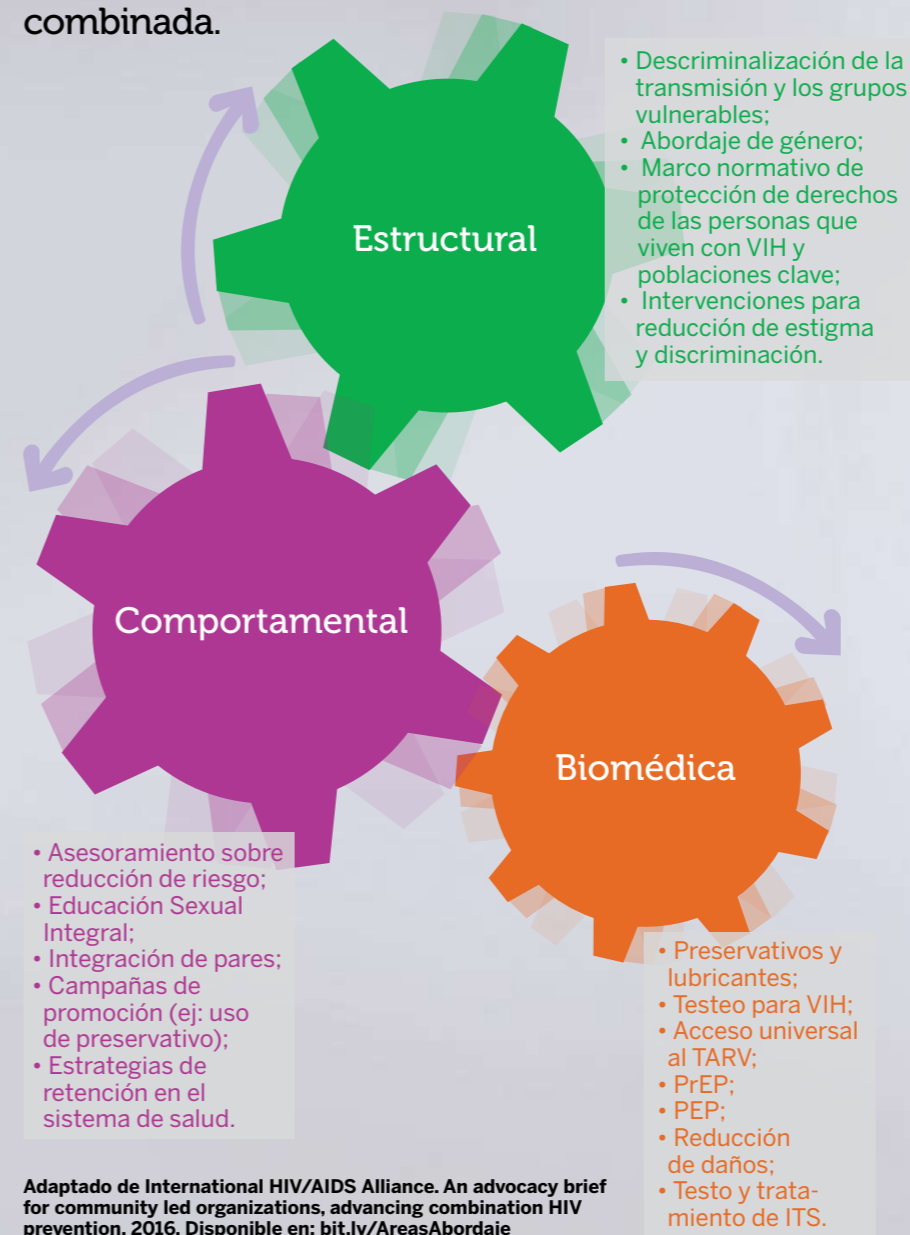 combinada.
Estructural
• Descriminalización de la
transmisión y los grupos
vulnerables;
• Abordaje de género;
• Marco normativo de
protección de derechos
de las personas que
viven con VIH y
poblaciones clave;
• Intervenciones para
reducción de estigma
y discriminación.
Comportamental
• Asesoramiento sobre
reducción de riesgo;
• Educación Sexual
Integral;
• Integración de pares;
• Campañas de
promoción (ej: uso
de preservativo);
• Estrategias de
retención en el
sistema de salud.
Biomédica
• Preservativos y
lubricantes;
• Testeo para VIH;
• Acceso universal
al TARV;
• PrEP;
• PEP;
• Reducción
de daños;
• Testo y trata-
miento de ITS.
Adaptado de International HIV/AIDS Alliance. An advocacy brief
for community led organizations, advancing combination HIV
prevention. 2016. Disponible en: bit.ly/AreasAbordaje